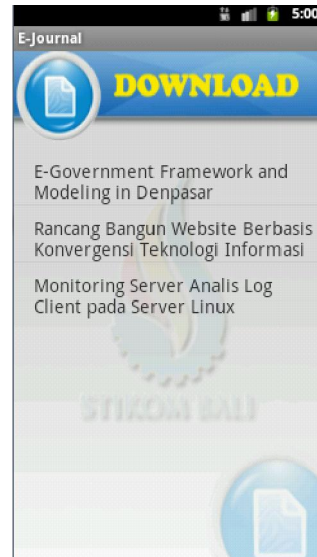 5:00
E-Journal
DOWNLOAD
E-Government Framework and
Modeling in Denpasar
Rancang Bangun Website Berbasis
Konvergensi Teknologi Informasi
Monitoring Server Analis Log
Client pada Server Linux
STIKOM BALI